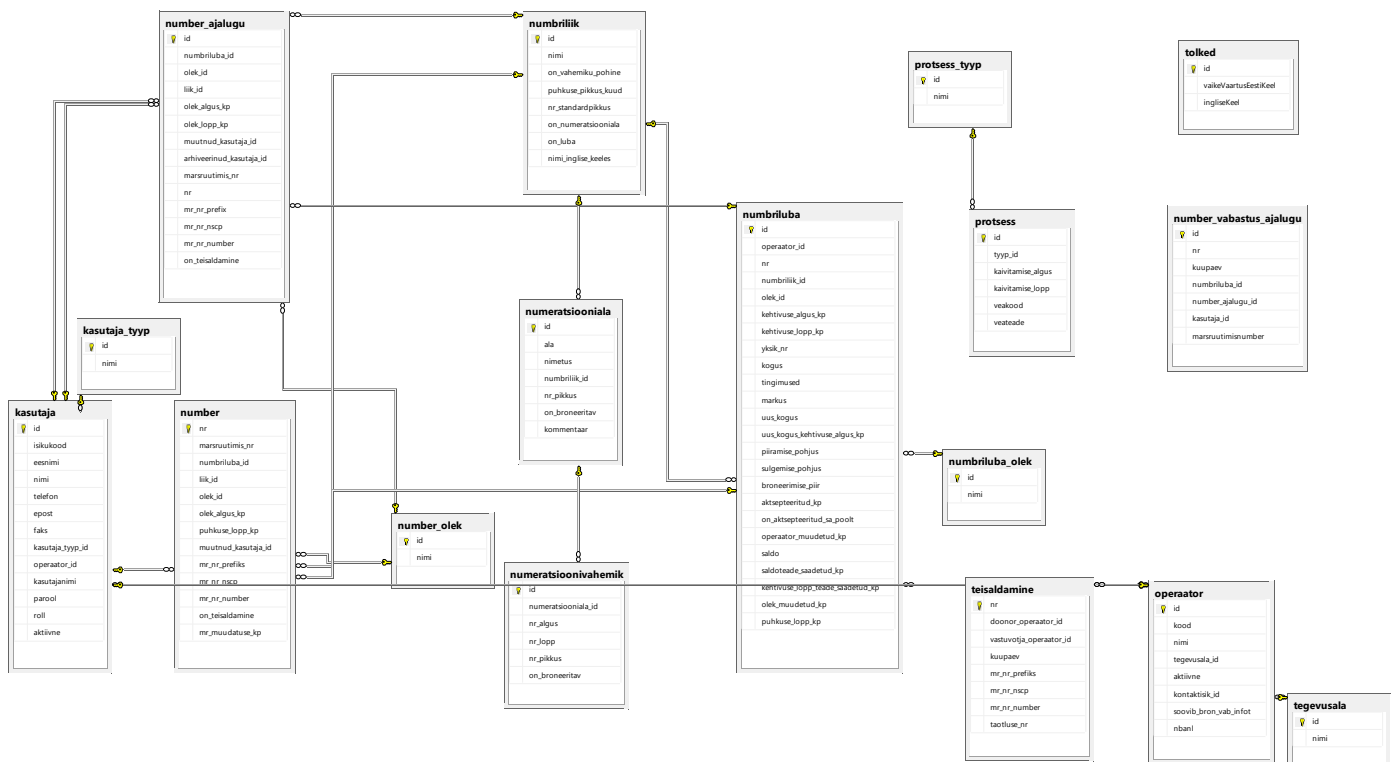 number_ajalugu
id
numbriluba_id
olek_id
liik_id
olek_algus_kp
olek_lopp_kp
muutnud_kasutaja_id
arhiveerinud_kasutaja_id
marsruutimis_nr
nr
mr_nr_prefix
mr_nr_nscp
mr_nr_number
on_teisaldamine
numbriliik
id
nimi
on_vahemiku_pohine
puhkuse_pikkus_kuud
nr_standardpikkus
on_numeratsiooniala
on_luba
nimi_inglise_keeles
protsess_tyyp
id
nimi
tolked
id
vaikeVaartusEestiKeel
ingliseKeel
numbriluba
id
operaator_id
nr
numbriliik_id
olek_id
kehtivuse_algus_kp
kehtivuse_lopp_kp
yksik_nr
kogus
tingimused
markus
uus_kogus
uus_kogus_kehtivuse_algus_kp
piiramise_pohjus
sulgemise_pohjus
broneerimise_piir
aktsepteeritud_kp
on_aktsepteeritud_sa_poolt
operaator_muudetud_kp
saldo
saldoteade_saadetud_kp
kehtivuse_lopp_teade_saadetud_kp
olek_muudetud_kp
puhkuse_lopp_kp
protsess
id
tyyp_id
kaivitamise_algus
kaivitamise_lopp
veakood
veateade
number_vabastus_ajalugu
id
nr
kuupaev
numbriluba_id
number_ajalugu_id
kasutaja_id
marsruutimisnumber
kasutaja_tyyp
id
nimi
numeratsiooniala
id
ala
nimetus
numbriliik_id
nr_pikkus
on_broneeritav
kommentaar
kasutaja
id
isikukood
eesnimi
nimi
telefon
epost
faks
kasutaja_tyyp_id
operaator_id
kasutajanimi
parool
roll
aktiivne
number
nr
marsruutimis_nr
numbriluba_id
liik_id
olek_id
olek_algus_kp
puhkuse_lopp_kp
muutnud_kasutaja_id
mr_nr_prefiks
mr_nr_nscp
mr_nr_number
on_teisaldamine
mr_muudatuse_kp
number_olek
id
nimi
numbriluba_olek
id
nimi
numeratsioonivahemik
id
numeratsiooniala_id
nr_algus
nr_lopp
nr_pikkus
on_broneeritav
teisaldamine
nr
doonor_operaator_id
vastuvotja_operaator_id
kuupaev
mr_nr_prefiks
mr_nr_nscp
mr_nr_number
taotluse_nr
operaator
id
kood
nimi
tegevusala_id
aktiivne
kontaktisik_id
soovib_bron_vab_infot
nbanl
tegevusala
id
nimi